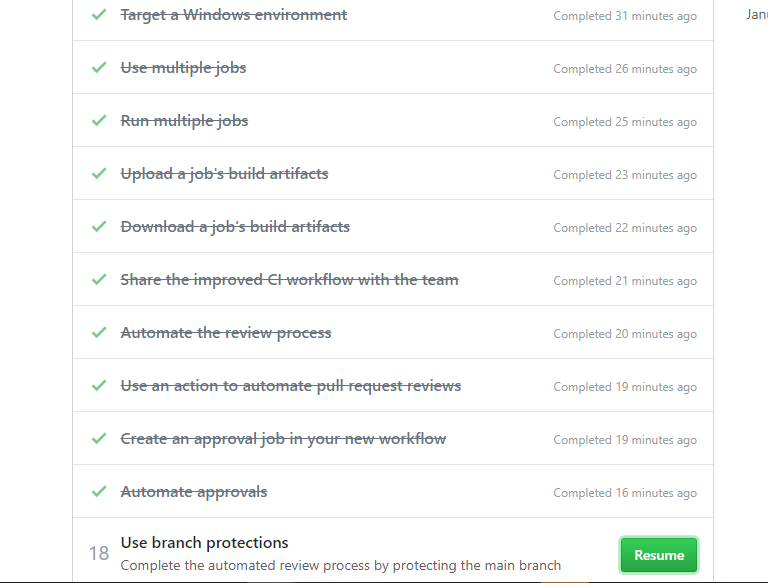 Target a Windows environment Completed 31 minutes ago
Use multiple jobs Completed 26 minutes ago
Run multiple jobs Completed 25 minutes ago
Upload a job's build artifacts Completed 23 minutes ago
Download a job's build artifacts Completed 22 minutes ago
Share the improved CI workflow with the team Completed 21 minutes ago
Automate the review process Completed 20 minutes ago
Use an action to automate pull request reviews Completed 19 minutes ago
Create an approval job in your new workflow Completed 19 minutes ago
Automate approvals Completed 16 minutes ago
18 Use branch protections
Complete the automated review process by protecting the main branch
Resume